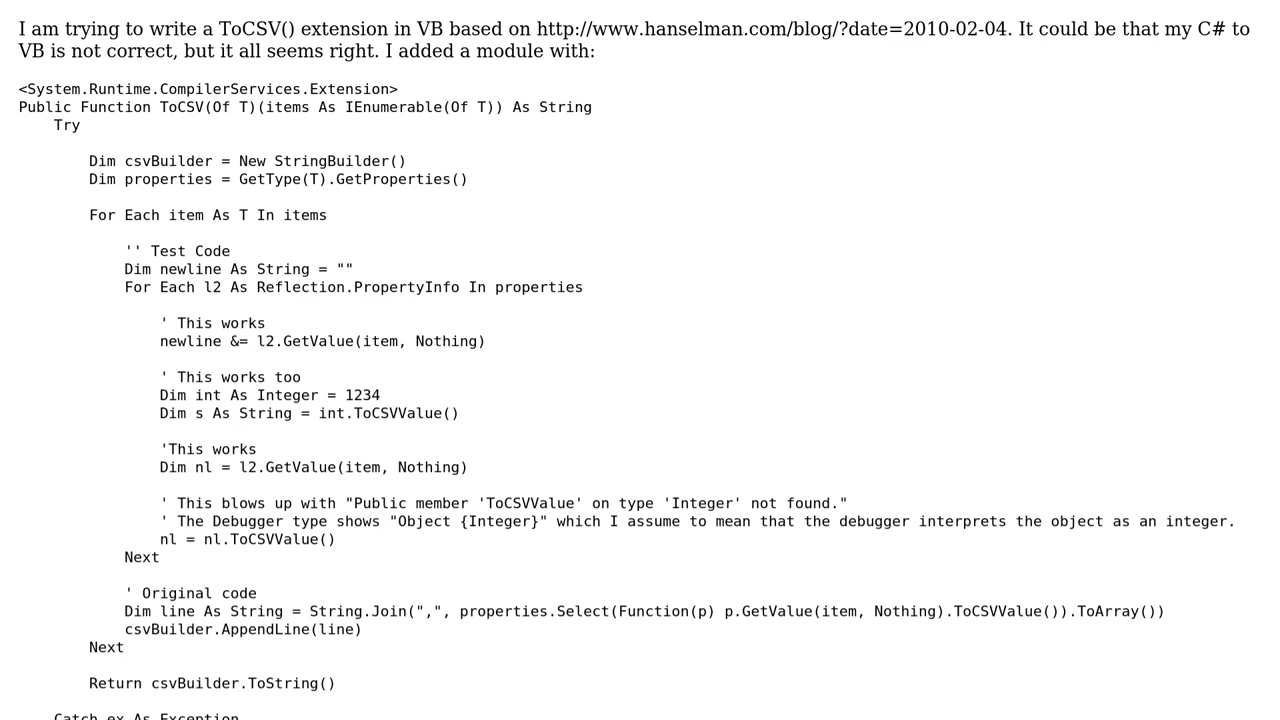 I am trying to write a ToCSV() extension in VB based on http://www.hanselman.com/blog/?date=2010-02-04. It could be that my C# to
VB is not correct, but it all seems right. I added a module with:
<System.Runtime.CompilerServices.Extension>
Public Function ToCSV(Of T)(items As IEnumerable(Of T)) As String
    Try
        Dim csvBuilder = New StringBuilder()
        Dim properties = GetType(T).GetProperties()
        For Each item As T In items
            '' Test Code
            Dim newline As String = ""
            For Each l2 As Reflection.PropertyInfo In properties
                ' This works
                newline &= l2.GetValue(item, Nothing)
                ' This works too
                Dim int As Integer = 1234
                Dim s As String = int.ToCSVValue()
                'This works
                Dim nl = l2.GetValue(item, Nothing)
                ' This blows up with "Public member 'ToCSVValue' on type 'Integer' not found."
                ' The Debugger type shows "Object {Integer}" which I assume to mean that the debugger interprets the object as an integer.
                nl = nl.ToCSVValue()
            Next
            ' Original code
            Dim line As String = String.Join(",", properties.Select(Function(p) p.GetValue(item, Nothing).ToCSVValue()).ToArray())
            csvBuilder.AppendLine(line)
        Next
        Return csvBuilder.ToString()
    Catch ex As Exception